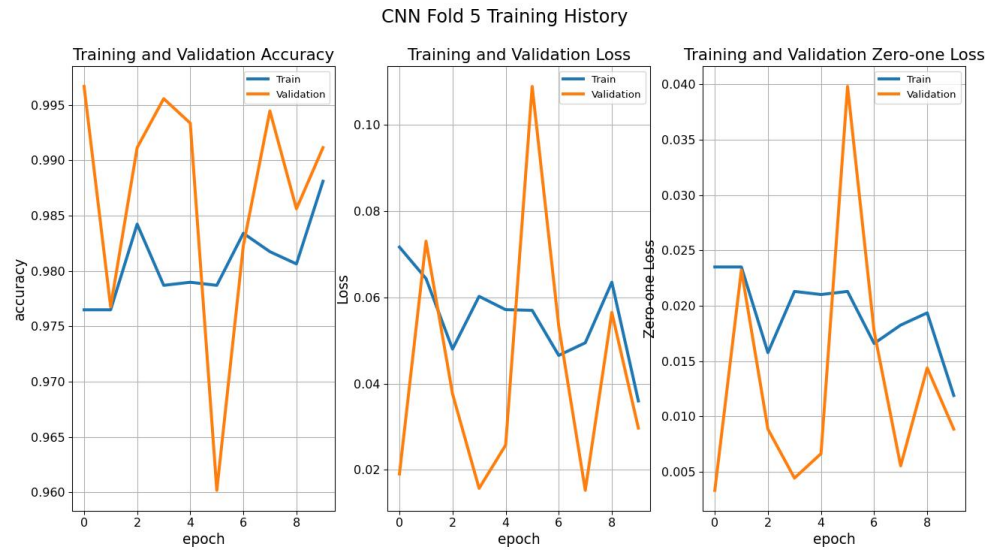 CNN Fold 5 Training History
Training and Validation Accuracy
Train
Validation
0.995
0.990
0.985
0.980
0.975
0.970
0.965
0.960
accuracy
0 2 4 6 8
epoch
Training and Validation Loss
Train
Validation
0.10
0.08
0.06
0.04
0.02
Loss
0 2 4 6 8
epoch
Training and Validation Zero-one Loss
Train
Validation
0.040
0.035
0.030
0.025
0.020
0.015
0.010
0.005
Zero-one Loss
0 2 4 6 8
epoch